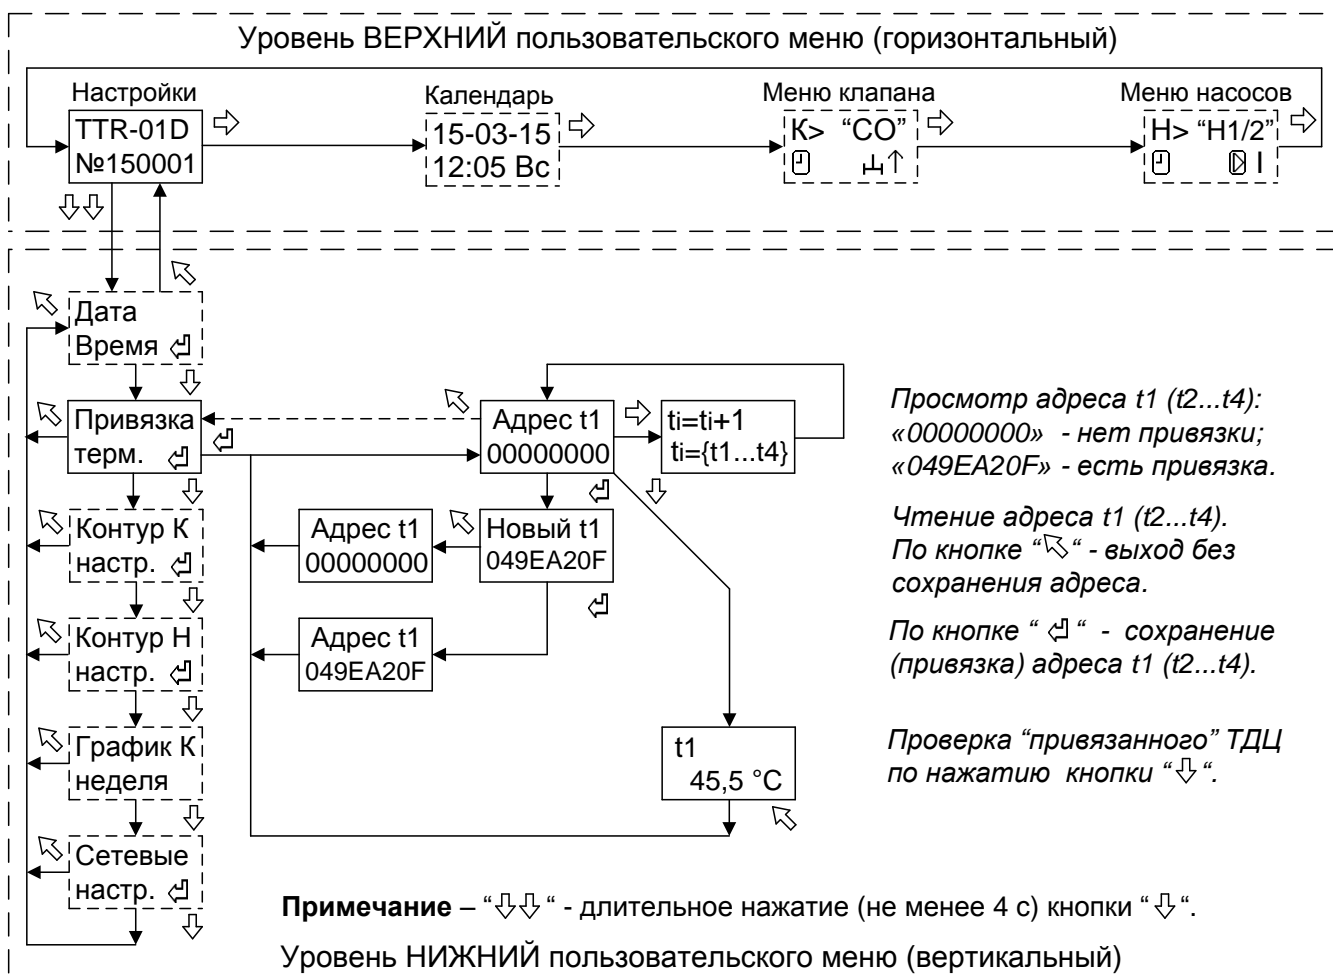 Уровень ВЕРХНИЙ пользовательского меню (горизонтальный)
Настройки
TTR-01D
№150001
Календарь
15-03-15
12:05 Вс
Меню клапана
К> “СО”
Меню насосов
Н> “Н1/2”
I
Дата
Время
Привязка
терм.
Контур К
настр.
Контур Н
настр.
График К
неделя
Сетевые
настр.
Адрес t1
00000000
ti=ti+1
ti={t1...t4}
Адрес t1
00000000
Новый t1
049EA20F
Адрес t1
049EA20F
t1
45,5 °C
Просмотр адреса t1 (t2...t4):
«00000000» - нет привязки;
«049EA20F» - есть привязка.
Чтение адреса t1 (t2...t4).
По кнопке “⇖“ - выход без
сохранения адреса.
По кнопке “ ⏎ “ - сохранение
(привязка) адреса t1 (t2...t4).
Проверка “привязанного” ТДЦ
по нажатию кнопки “⇩“.
Примечание – “⇩⇩“ - длительное нажатие (не менее 4 с) кнопки “⇩“.
Уровень НИЖНИЙ пользовательского меню (вертикальный)